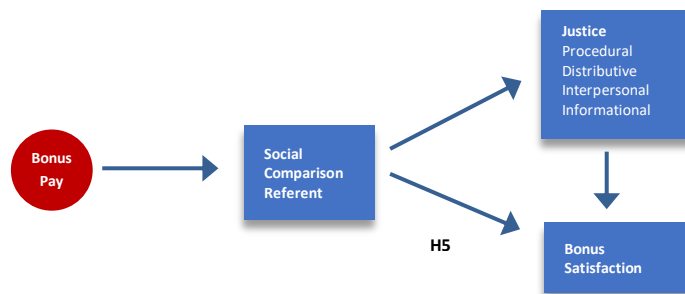 Bonus
Pay
Social
Comparison
Referent
Justice
Procedural
Distributive
Interpersonal
Informational
H5
Bonus
Satisfaction